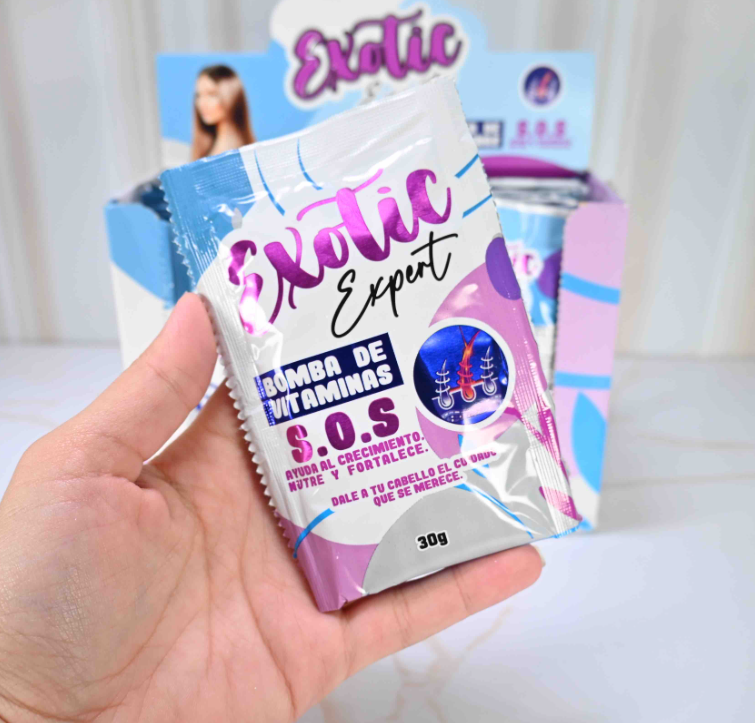 Exotic
S.O.S
Exotic
Expert
BOMBA DE
VITAMINAS
S.O.S
AYUDA AL CRECIMIENTO.
NUTRE Y FORTALECE.
DALE A TU CABELLO EL
QUE SE MERECE.
30g